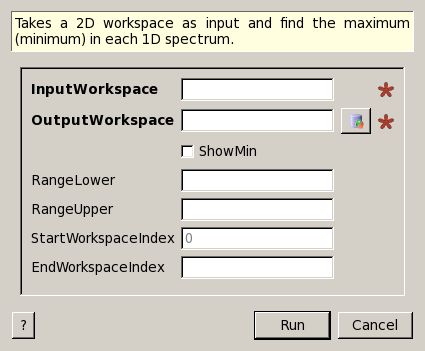 Takes a 2D workspace as input and find the maximum
(minimum) in each 1D spectrum.
InputWorkspace
OutputWorkspace
ShowMin
RangeLower
RangeUpper
StartWorkspaceIndex 0
EndWorkspaceIndex
? Run Cancel